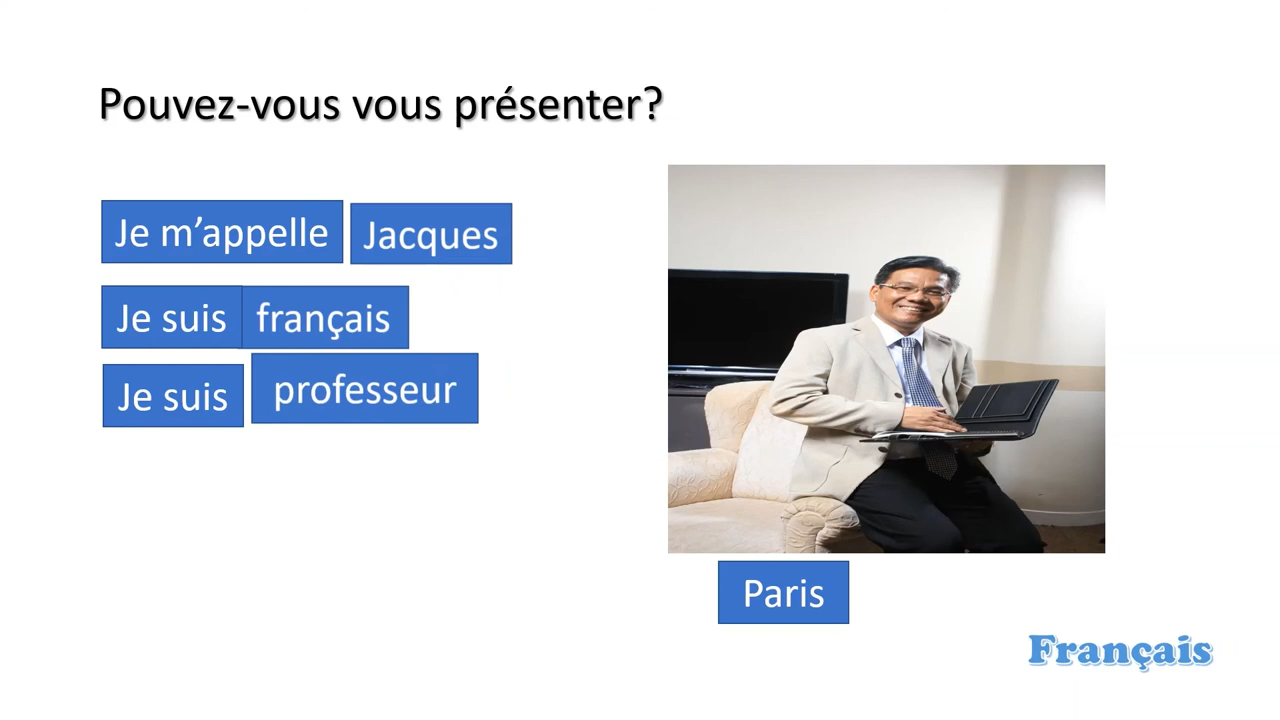 Pouvez-vous vous présenter?
Je m’appelle Jacques
Je suis français
Je suis professeur
Paris
Français